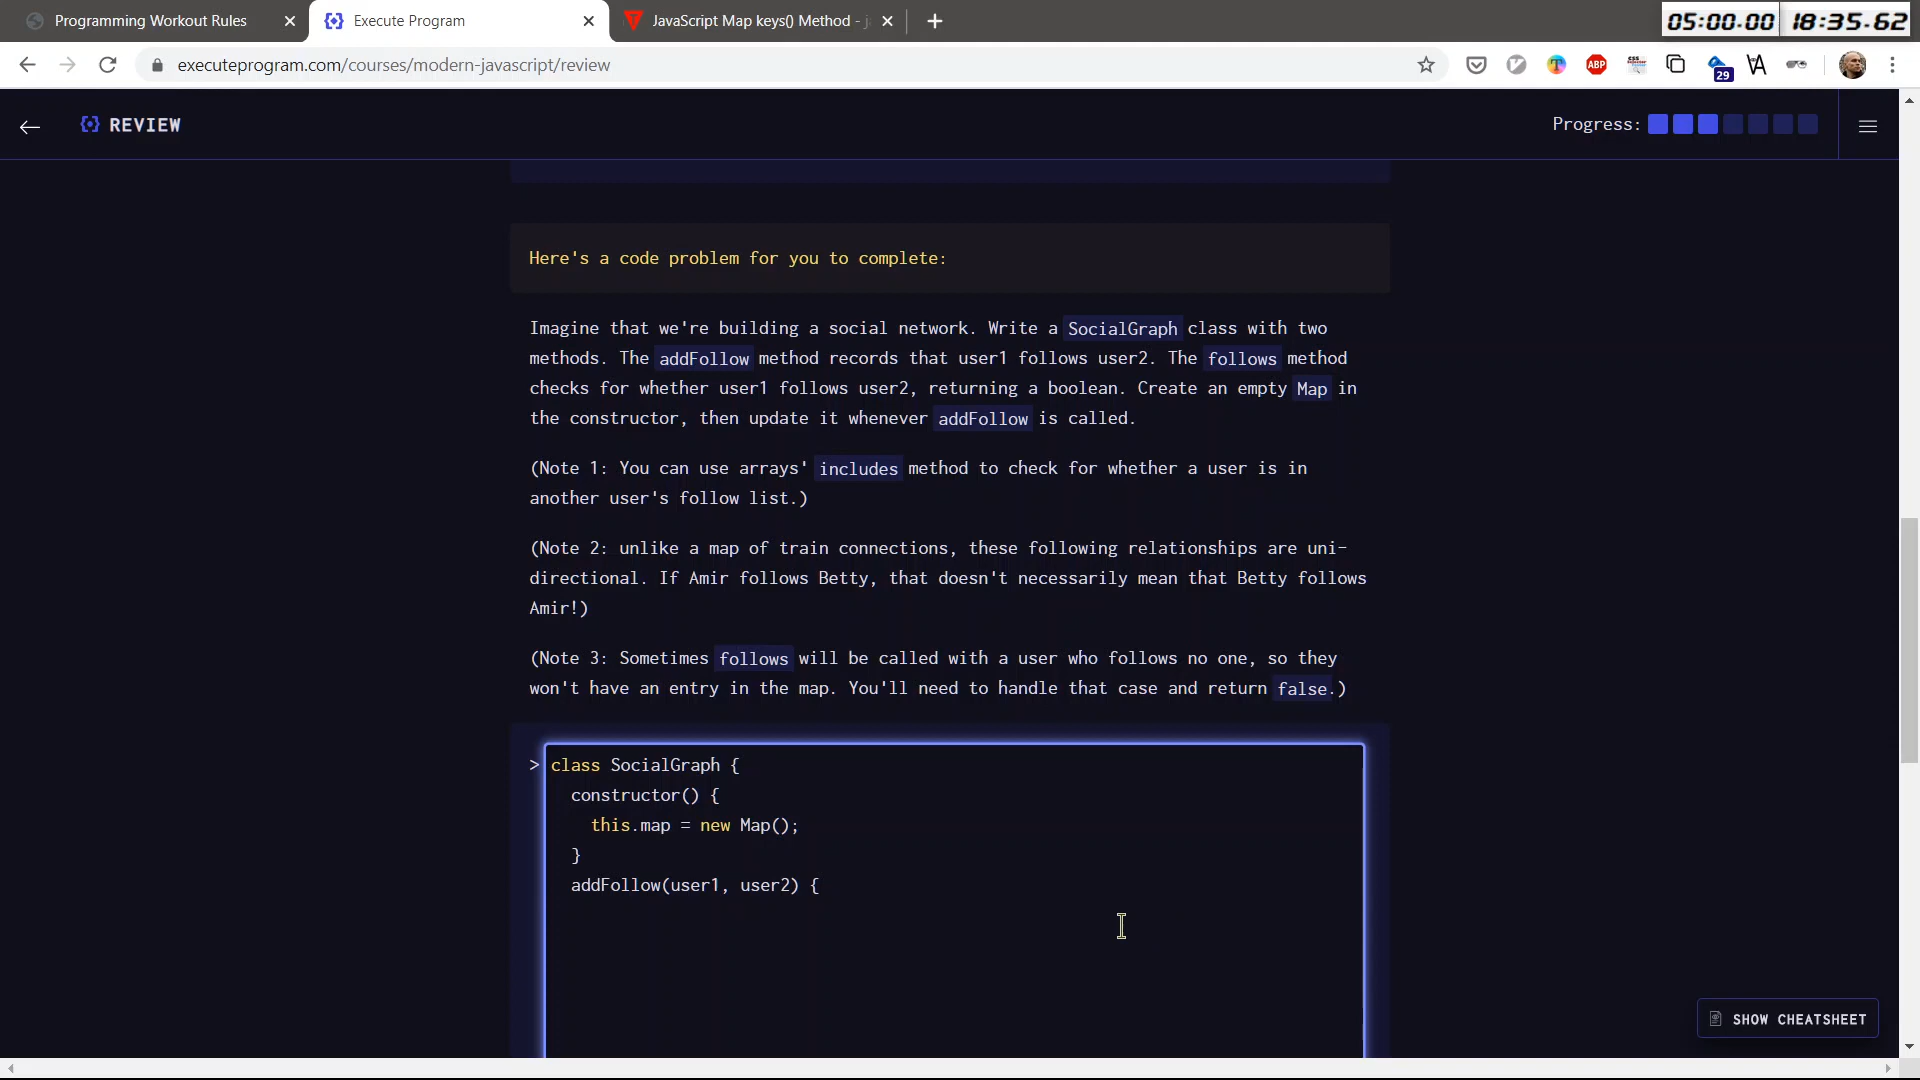 Programming Workout Rules
Execute Program
JavaScript Map keys() Method - j
05:00.00 18:35.62
executeprogram.com/courses/modern-javascript/review
ABP
CSS
29
REVIEW
Progress:
Here's a code problem for you to complete:
Imagine that we're building a social network. Write a SocialGraph class with two
methods. The addFollow method records that user1 follows user2. The follows method
checks for whether user1 follows user2, returning a boolean. Create an empty Map in
the constructor, then update it whenever addFollow is called.
(Note 1: You can use arrays' includes method to check for whether a user is in
another user's follow list.)
(Note 2: unlike a map of train connections, these following relationships are uni-
directional. If Amir follows Betty, that doesn't necessarily mean that Betty follows
Amir!)
(Note 3: Sometimes follows will be called with a user who follows no one, so they
won't have an entry in the map. You'll need to handle that case and return false.)
> class SocialGraph {
constructor() {
this.map = new Map();
}
addFollow(user1, user2) {
SHOW CHEATSHEET